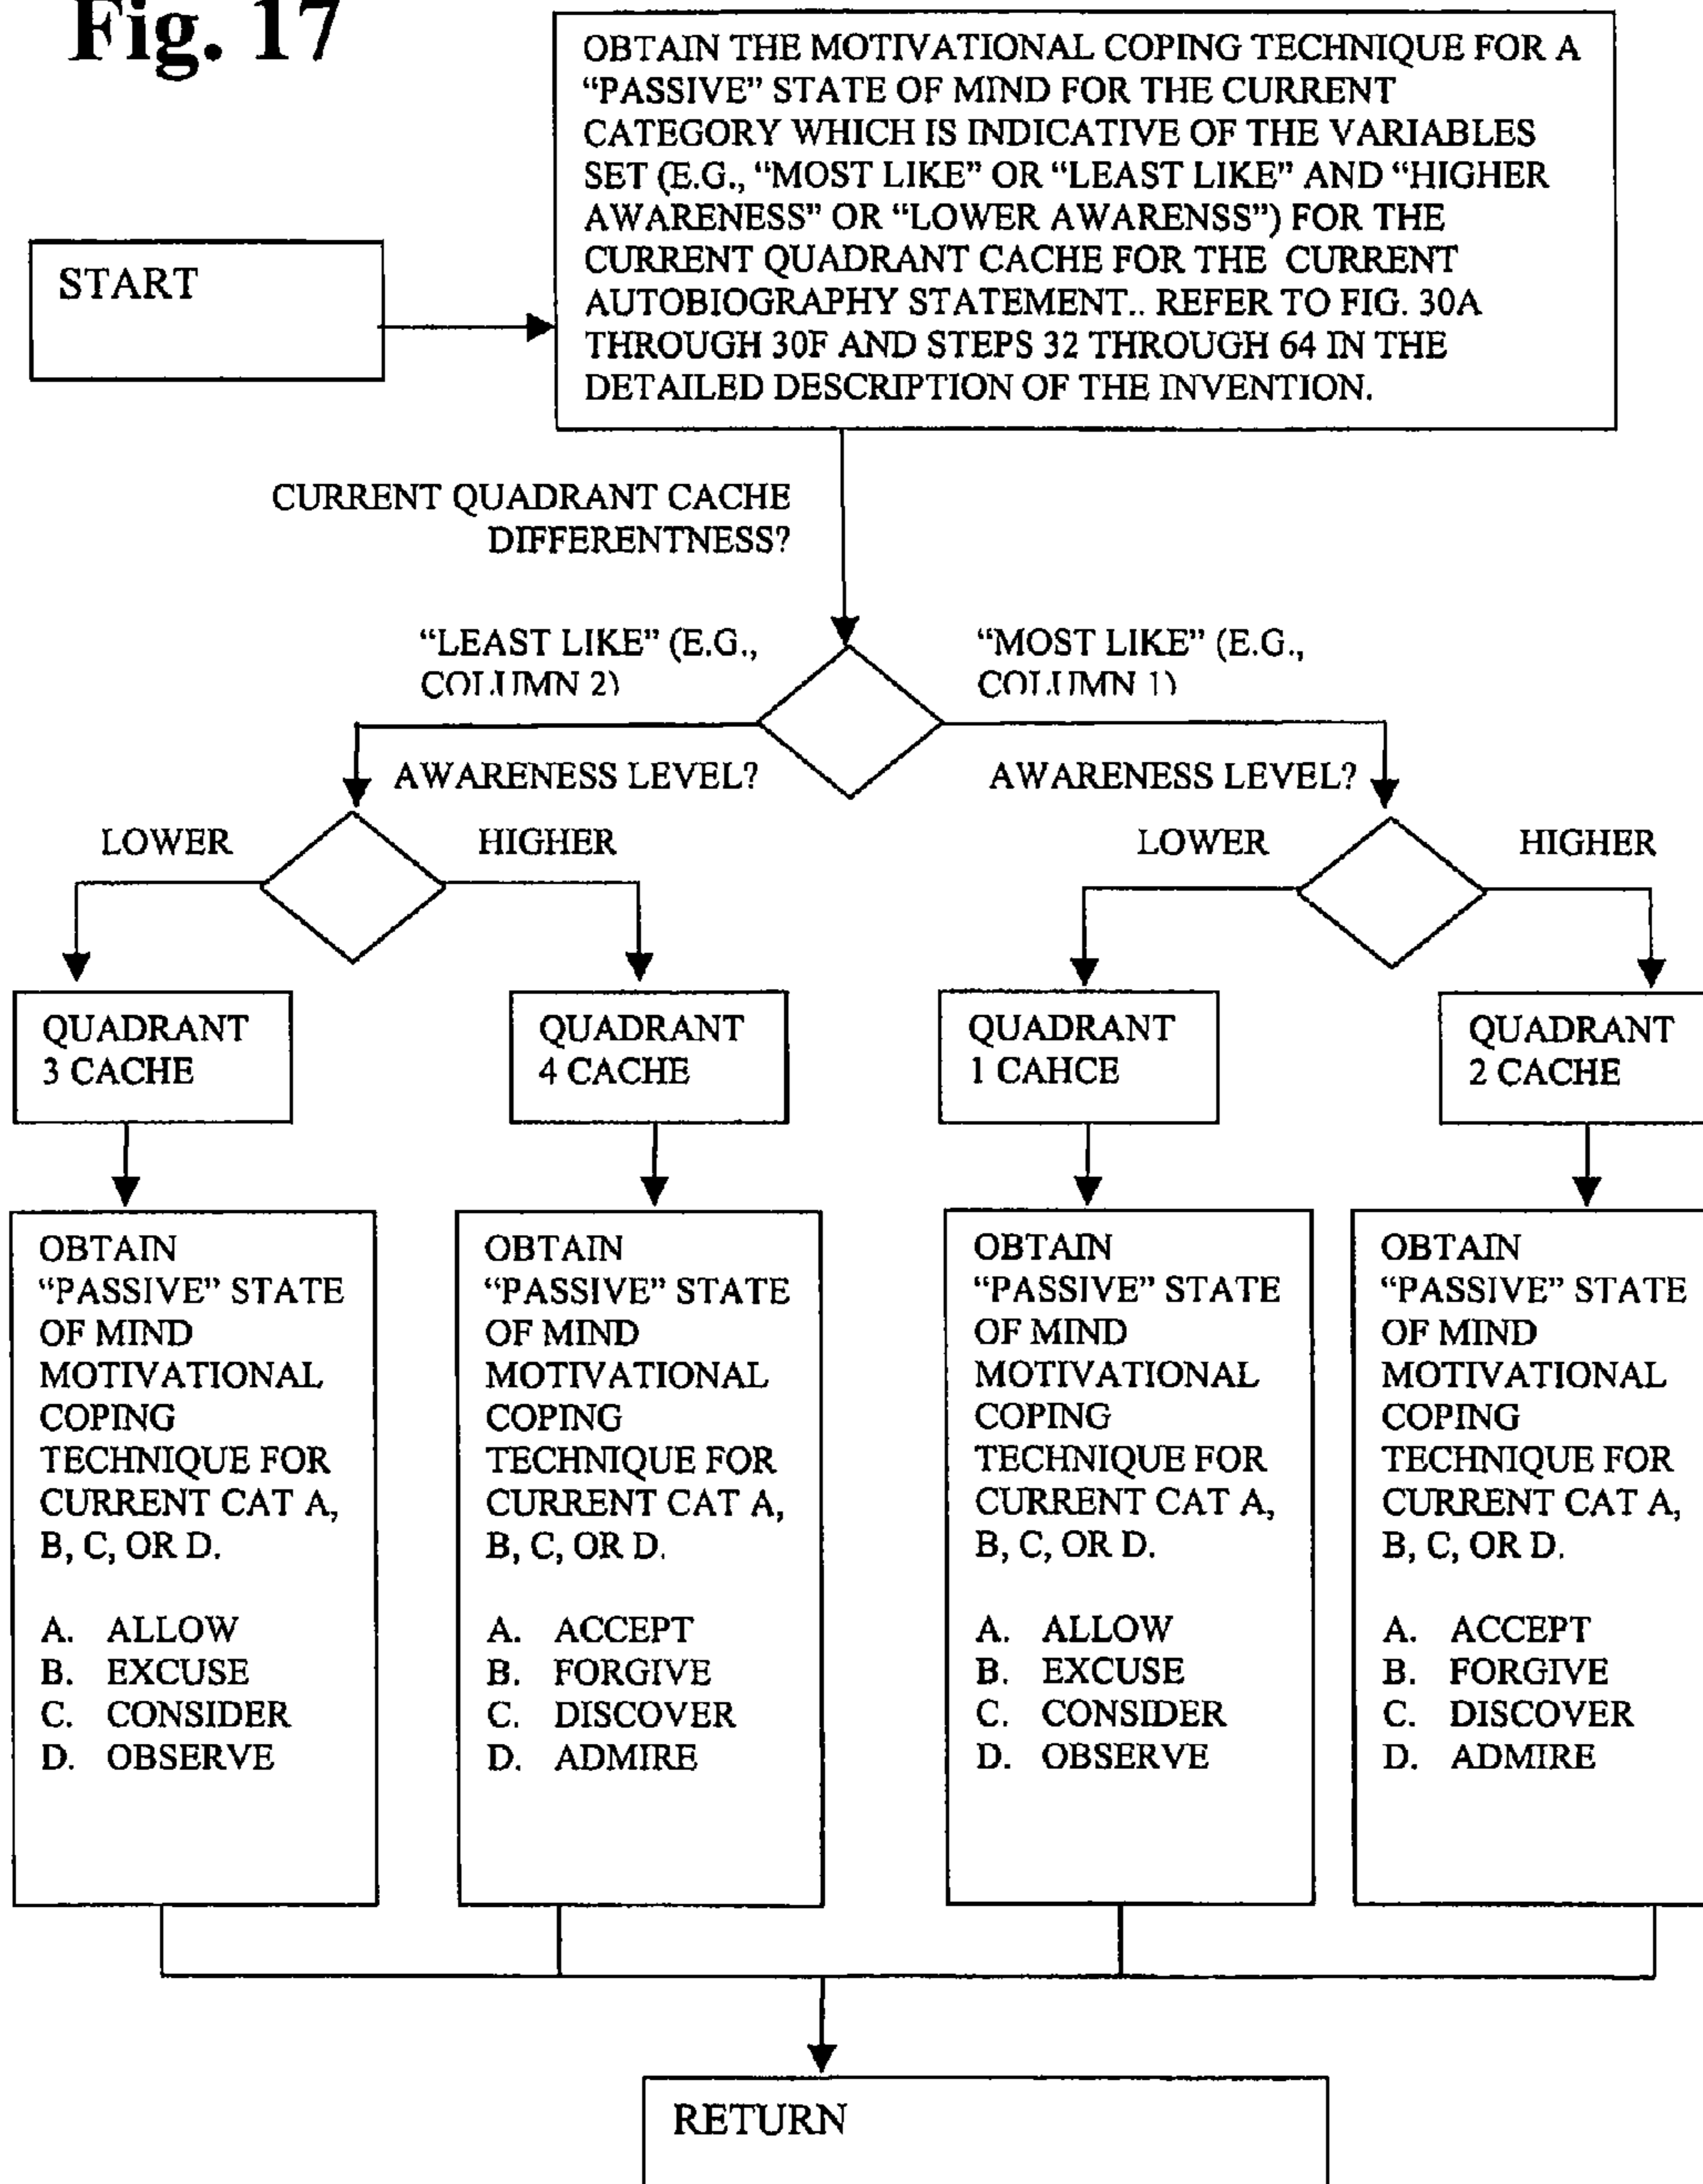 Fig. 17
OBTAIN THE MOTIVATIONAL COPING TECHNIQUE FOR A
“PASSIVE” STATE OF MIND FOR THE CURRENT
CATEGORY WHICH IS INDICATIVE OF THE VARIABLES
SET (E.G., “MOST LIKE” OR “LEAST LIKE” AND “HIGHER
AWARENESS” OR “LOWER AWARENSS”) FOR THE
CURRENT QUADRANT CACHE FOR THE CURRENT
AUTOBIOGRAPHY STATEMENT.. REFER TO FIG. 30A
THROUGH 30F AND STEPS 32 THROUGH 64 IN THE
DETAILED DESCRIPTION OF THE INVENTION.
START
CURRENT QUADRANT CACHE
DIFFERENTNESS?
“LEAST LIKE” (E.G.,
COLUMN 2)
“MOST LIKE” (E.G.,
COLUMN 1)
AWARENESS LEVEL?
AWARENESS LEVEL?
LOWER
HIGHER
LOWER
HIGHER
QUADRANT
3 CACHE
QUADRANT
4 CACHE
QUADRANT
1 CAHCE
QUADRANT
2 CACHE
OBTAIN
“PASSIVE” STATE
OF MIND
MOTIVATIONAL
COPING
TECHNIQUE FOR
CURRENT CAT A,
B, C, OR D.
A. ALLOW
B. EXCUSE
C. CONSIDER
D. OBSERVE
OBTAIN
“PASSIVE” STATE
OF MIND
MOTIVATIONAL
COPING
TECHNIQUE FOR
CURRENT CAT A,
B, C, OR D.
A. ACCEPT
B. FORGIVE
C. DISCOVER
D. ADMIRE
OBTAIN
“PASSIVE” STATE
OF MIND
MOTIVATIONAL
COPING
TECHNIQUE FOR
CURRENT CAT A,
B, C, OR D.
A. ALLOW
B. EXCUSE
C. CONSIDER
D. OBSERVE
OBTAIN
“PASSIVE” STATE
OF MIND
MOTIVATIONAL
COPING
TECHNIQUE FOR
CURRENT CAT A,
B, C, OR D.
A. ACCEPT
B. FORGIVE
C. DISCOVER
D. ADMIRE
RETURN